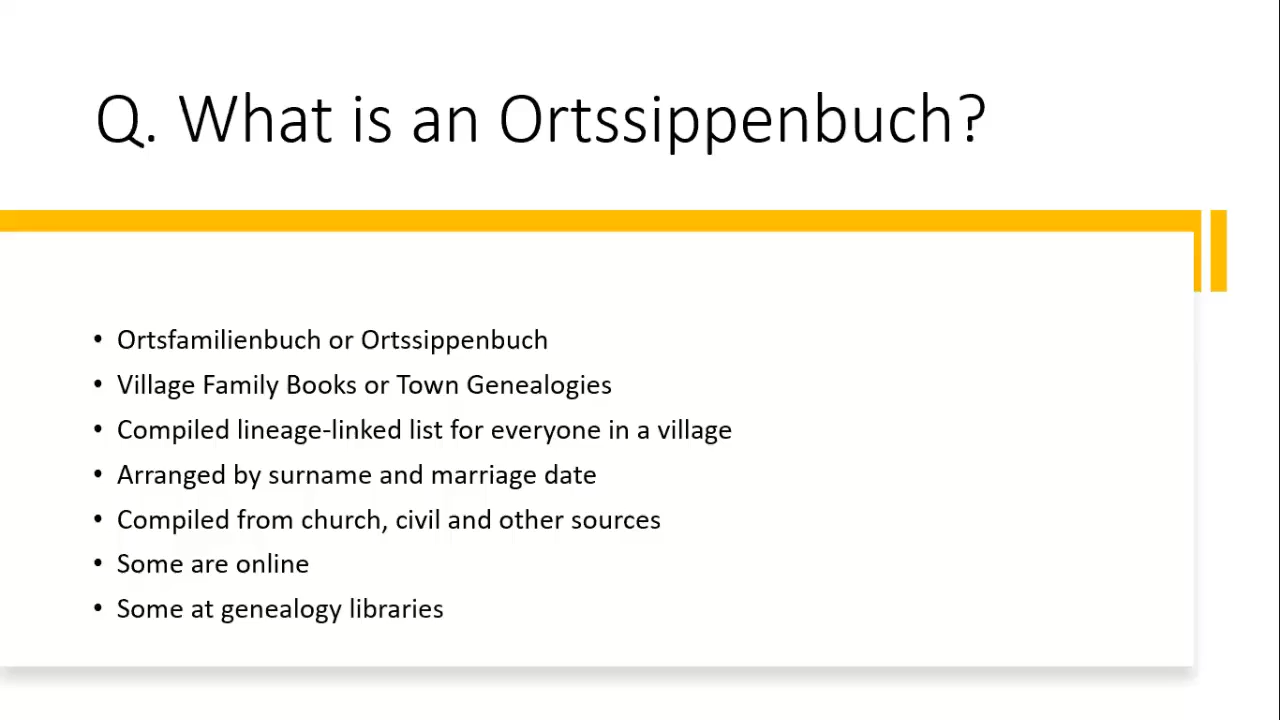 Q. What is an Ortssippenbuch?
• Ortsfamilienbuch or Ortssippenbuch
• Village Family Books or Town Genealogies
• Compiled lineage-linked list for everyone in a village
• Arranged by surname and marriage date
• Compiled from church, civil and other sources
• Some are online
• Some at genealogy libraries